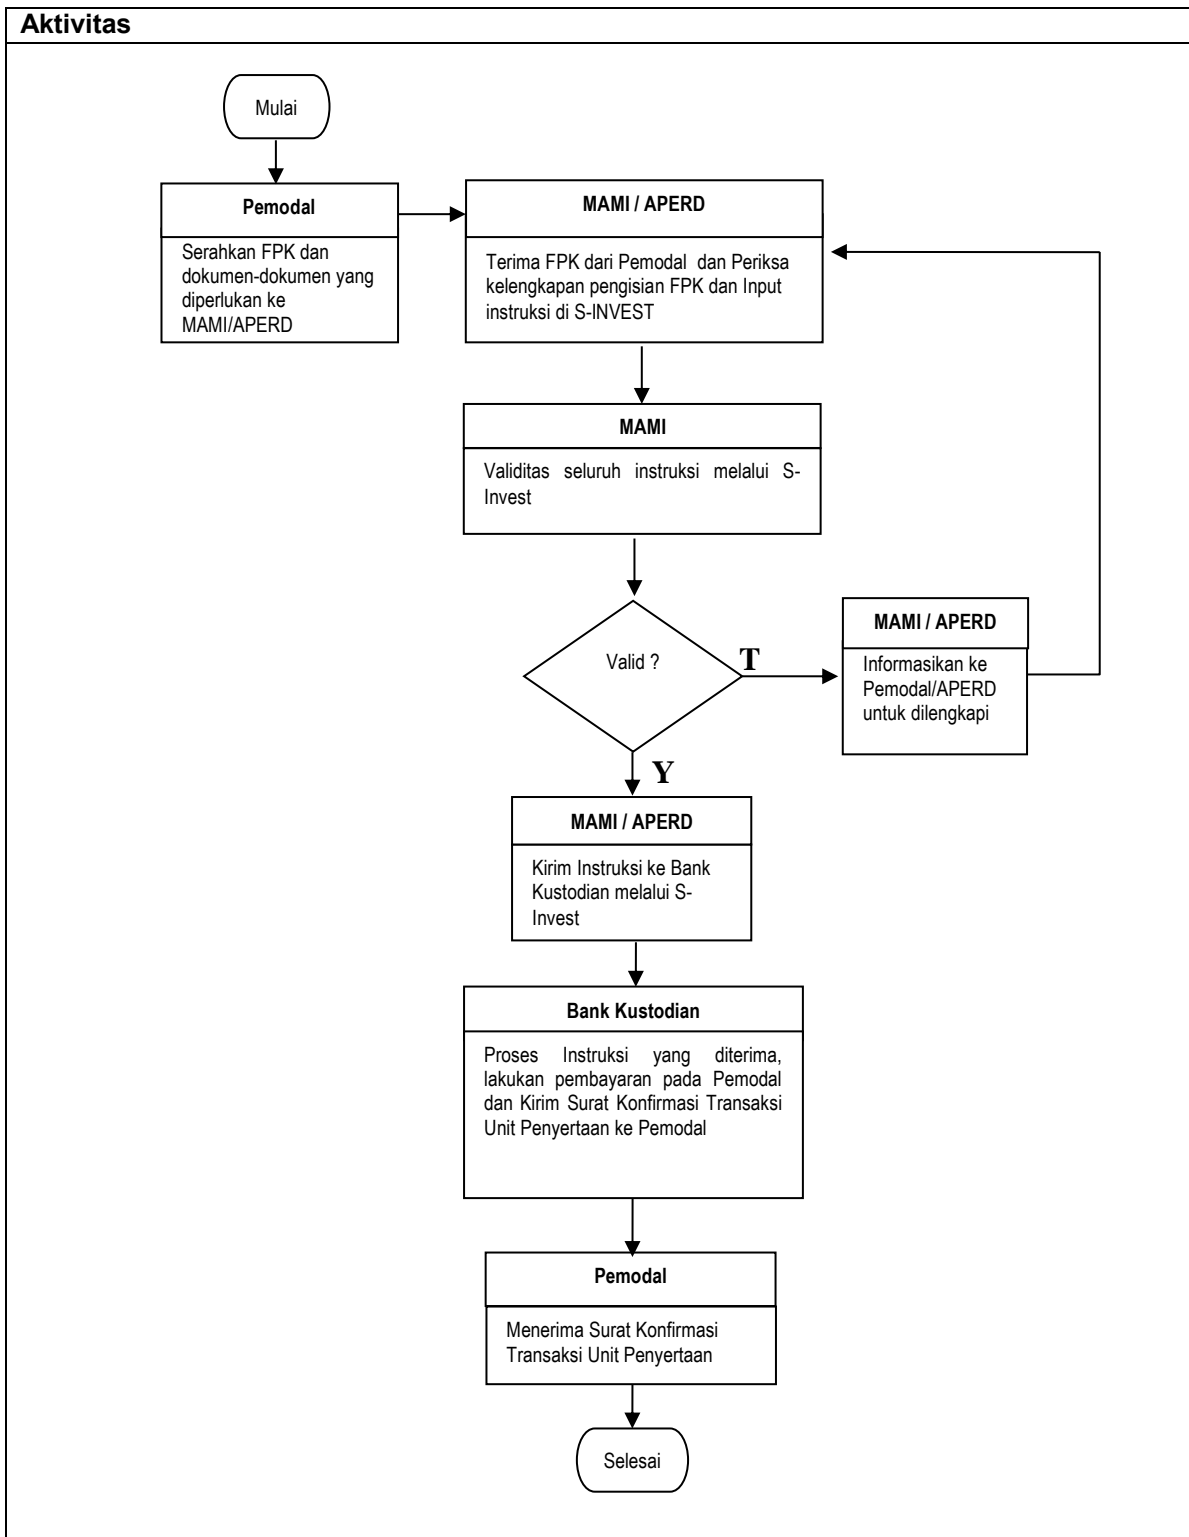 Aktivitas
Mulai
Pemodal
Serahkan FPK dan
dokumen-dokumen yang
diperlukan ke
MAMI/APERD
MAMI / APERD
Terima FPK dari Pemodal dan Periksa
kelengkapan pengisian FPK dan Input
instruksi di S-INVEST
MAMI
Validitas seluruh instruksi melalui S-
Invest
Valid ?
T
MAMI / APERD
Informasikan ke
Pemodal/APERD
untuk dilengkapi
Y
MAMI / APERD
Kirim Instruksi ke Bank
Kustodian melalui S-
Invest
Bank Kustodian
Proses Instruksi yang diterima,
lakukan pembayaran pada Pemodal
dan Kirim Surat Konfirmasi Transaksi
Unit Penyertaan ke Pemodal
Pemodal
Menerima Surat Konfirmasi
Transaksi Unit Penyertaan
Selesai